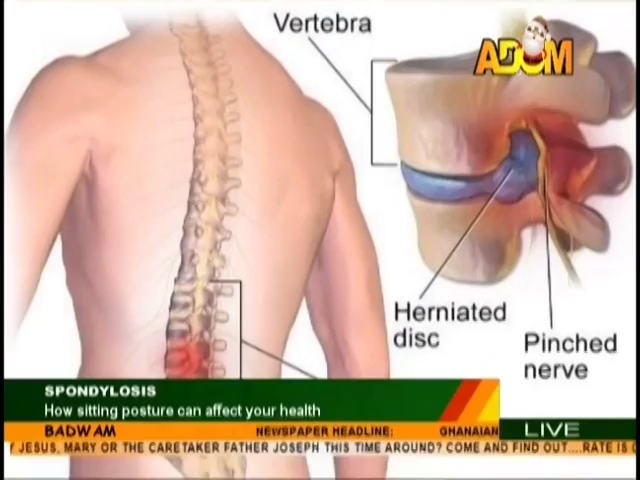 Vertebra
ADOM
Herniated
disc
Pinched
nerve
SPONDYLOSIS
How sitting posture can affect your health
BADWAM
NEWSPAPER HEADLINE:
GHANAIAN
LIVE
JESUS, MARY OR THE CARETAKER FATHER JOSEPH THIS TIME AROUND? COME AND FIND OUT....RATE IS